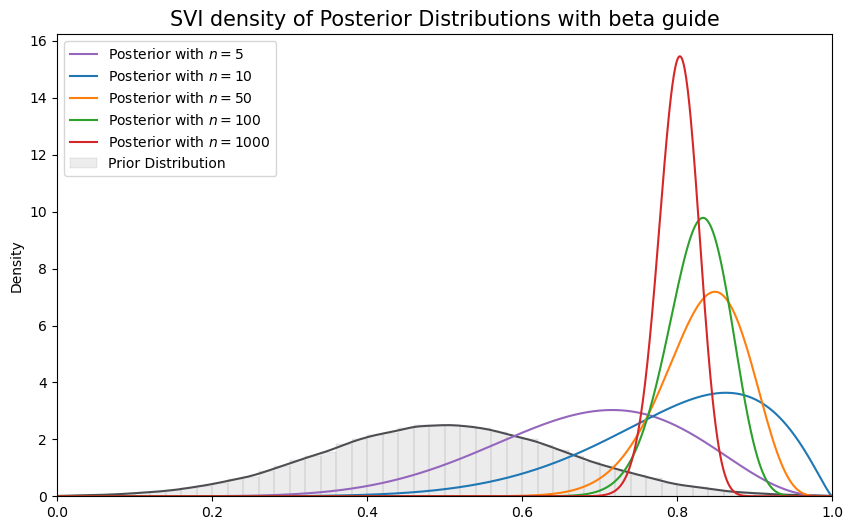 SVI density of Posterior Distributions with beta guide
16
14
12
10
8
6
4
2
0
Density
Posterior with n = 5
Posterior with n = 10
Posterior with n = 50
Posterior with n = 100
Posterior with n = 1000
Prior Distribution
0.0 0.2 0.4 0.6 0.8 1.0